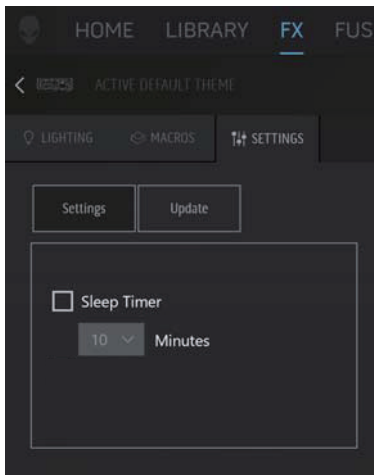 HOME LIBRARY FX FUS
ACTIVE DEFAULT THEME
LIGHTING MACROS SETTINGS
Settings Update
Sleep Timer
10 Minutes